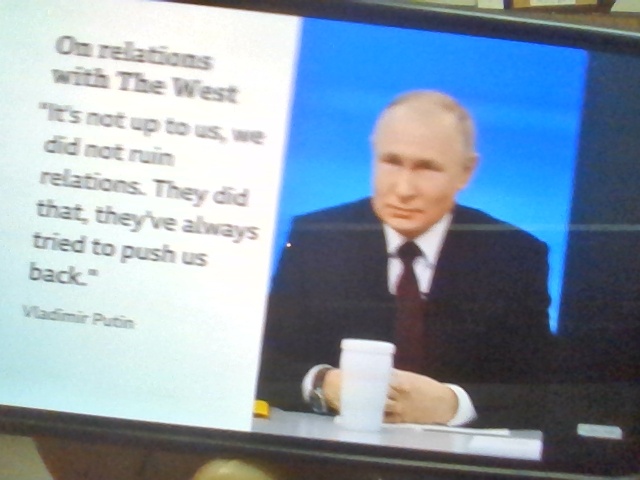 On relations
with The West
"It's not up to us, we
did not ruin
relations. They did
that, they've always
tried to push us
back."
Vladimir Putin